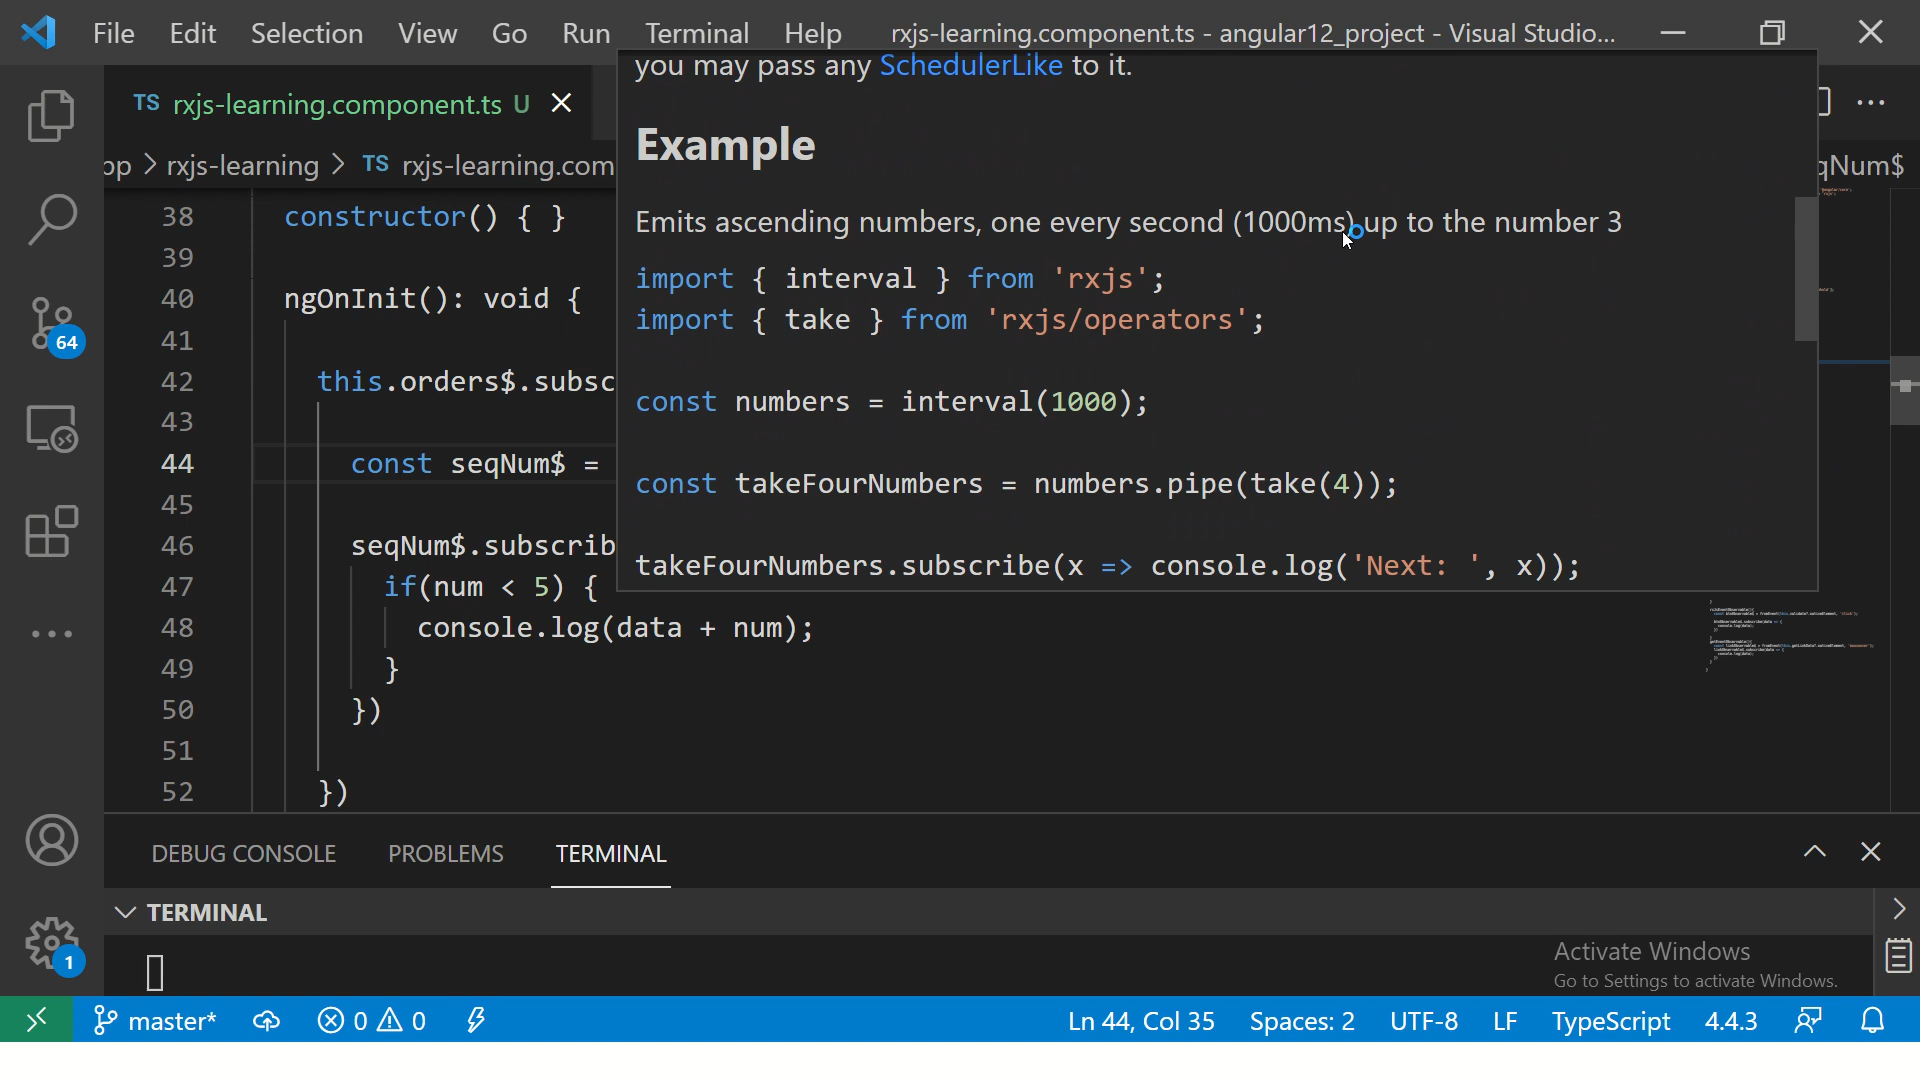 File Edit Selection View Go Run Terminal Help rxjs-learning.component.ts - angular12_project - Visual Studio...
TS rxjs-learning.component.ts U
pp > rxjs-learning > TS rxjs-learning.com
qNum$
you may pass any SchedulerLike to it.
Example
Emits ascending numbers, one every second (1000ms) up to the number 3
import { interval } from 'rxjs';
import { take } from 'rxjs/operators';
const numbers = interval(1000);
const takeFourNumbers = numbers.pipe(take(4));
takeFourNumbers.subscribe(x => console.log('Next: ', x));
38 constructor() { }
39
40 ngOnInit(): void {
41
42 this.orders$.subsc
43
44 const seqNum$ =
45
46 seqNum$.subscrib
47 if(num < 5) {
48 console.log(data + num);
49 }
50 })
51
52 })
64
1
DEBUG CONSOLE PROBLEMS TERMINAL
TERMINAL
Activate Windows
Go to Settings to activate Windows.
master* 0 0 Ln 44, Col 35 Spaces: 2 UTF-8 LF TypeScript 4.4.3